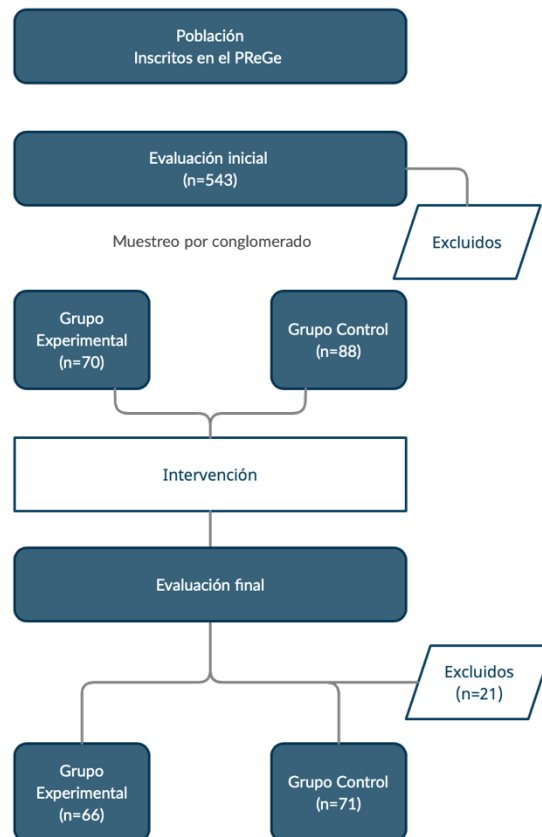 Población
Inscritos en el PReGe
Evaluación inicial
(n=543)
Muestreo por conglomerado
Excluidos
Grupo
Experimental
(n=70)
Grupo Control
(n=88)
Intervención
Evaluación final
Excluidos
(n=21)
Grupo
Experimental
(n=66)
Grupo Control
(n=71)